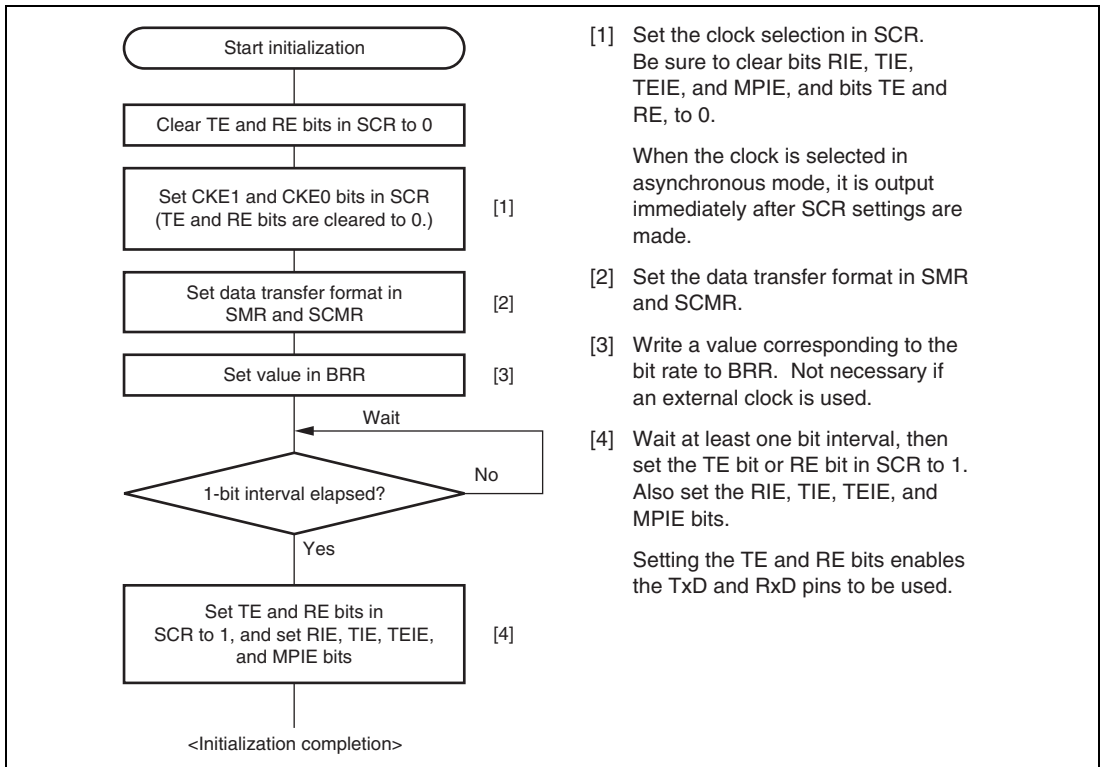 Start initialization
Clear TE and RE bits in SCR to 0
Set CKE1 and CKE0 bits in SCR
(TE and RE bits are cleared to 0.)
[1]
Set data transfer format in
SMR and SCMR
[2]
Set value in BRR
[3]
Wait
No
1-bit interval elapsed?
Yes
Set TE and RE bits in
SCR to 1, and set RIE, TIE, TEIE,
and MPIE bits
[4]
<Initialization completion>
[1] Set the clock selection in SCR.
Be sure to clear bits RIE, TIE,
TEIE, and MPIE, and bits TE and
RE, to 0.
When the clock is selected in
asynchronous mode, it is output
immediately after SCR settings are
made.
[2] Set the data transfer format in SMR
and SCMR.
[3] Write a value corresponding to the
bit rate to BRR. Not necessary if
an external clock is used.
[4] Wait at least one bit interval, then
set the TE bit or RE bit in SCR to 1.
Also set the RIE, TIE, TEIE, and
MPIE bits.
Setting the TE and RE bits enables
the TxD and RxD pins to be used.